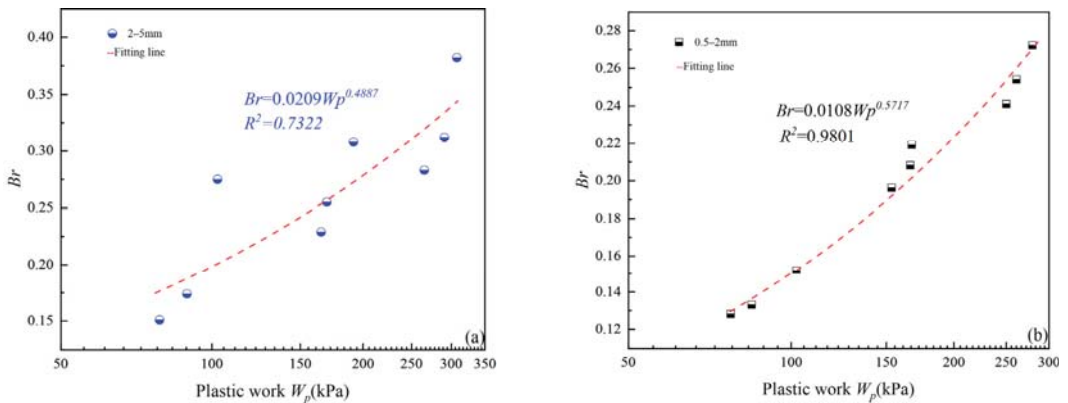 0.40
0.35
0.30
0.25
0.20
0.15
Br
2–5mm
Fitting line
Br=0.0209Wp^0.4887
R^2=0.7322
(a)
50 100 150 200 250 300 350
Plastic work W_p(kPa)
0.28
0.26
0.24
0.22
0.20
0.18
0.16
0.14
0.12
Br
0.5–2mm
Fitting line
Br=0.0108Wp^0.5717
R^2=0.9801
(b)
50 100 150 200 250 300
Plastic work W_p(kPa)